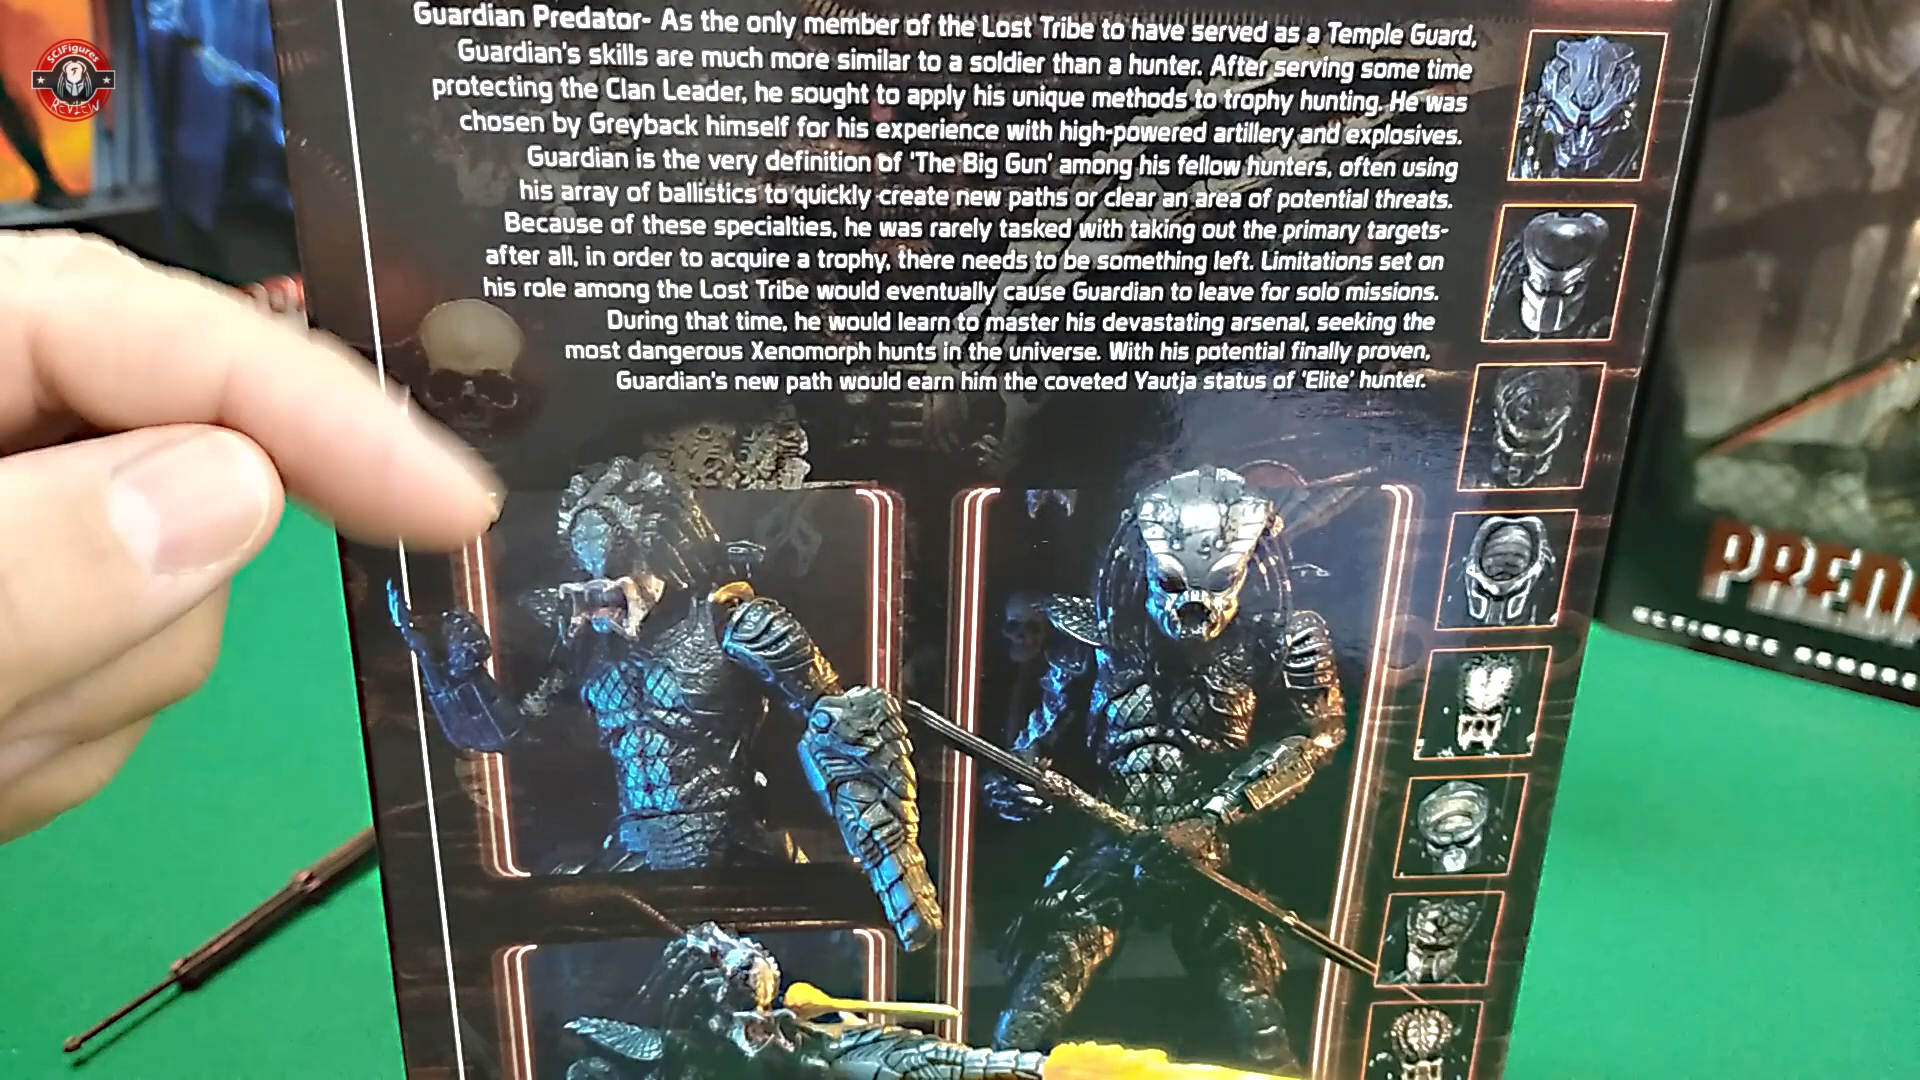 SCIFigures
REVIEW
Guardian Predator- As the only member of the Lost Tribe to have served as a Temple Guard,
Guardian's skills are much more similar to a soldier than a hunter. After serving some time
protecting the Clan Leader, he sought to apply his unique methods to trophy hunting. He was
chosen by Greyback himself for his experience with high-powered artillery and explosives.
Guardian is the very definition of 'The Big Gun' among his fellow hunters, often using
his array of ballistics to quickly create new paths or clear an area of potential threats.
Because of these specialties, he was rarely tasked with taking out the primary targets-
after all, in order to acquire a trophy, there needs to be something left. Limitations set on
his role among the Lost Tribe would eventually cause Guardian to leave for solo missions.
During that time, he would learn to master his devastating arsenal, seeking the
most dangerous Xenomorph hunts in the universe. With his potential finally proven,
Guardian's new path would earn him the coveted Yautja status of 'Elite' hunter.
PREDA
ULTIMATE